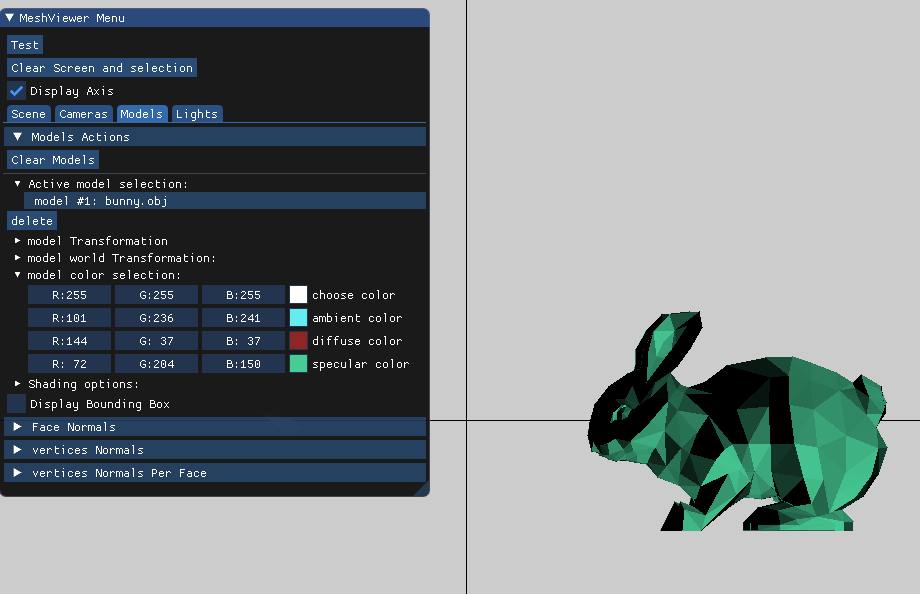 MeshViewer Menu
Test
Clear Screen and selection
Display Axis
Scene Cameras Models Lights
Models Actions
Clear Models
Active model selection:
model #1: bunny.obj
delete
model Transformation
model world Transformation:
model color selection:
R:255 G:255 B:255 choose color
R:101 G:236 B:241 ambient color
R:144 G: 37 B: 37 diffuse color
R: 72 G:204 B:150 specular color
Shading options:
Display Bounding Box
Face Normals
vertices Normals
vertices Normals Per Face